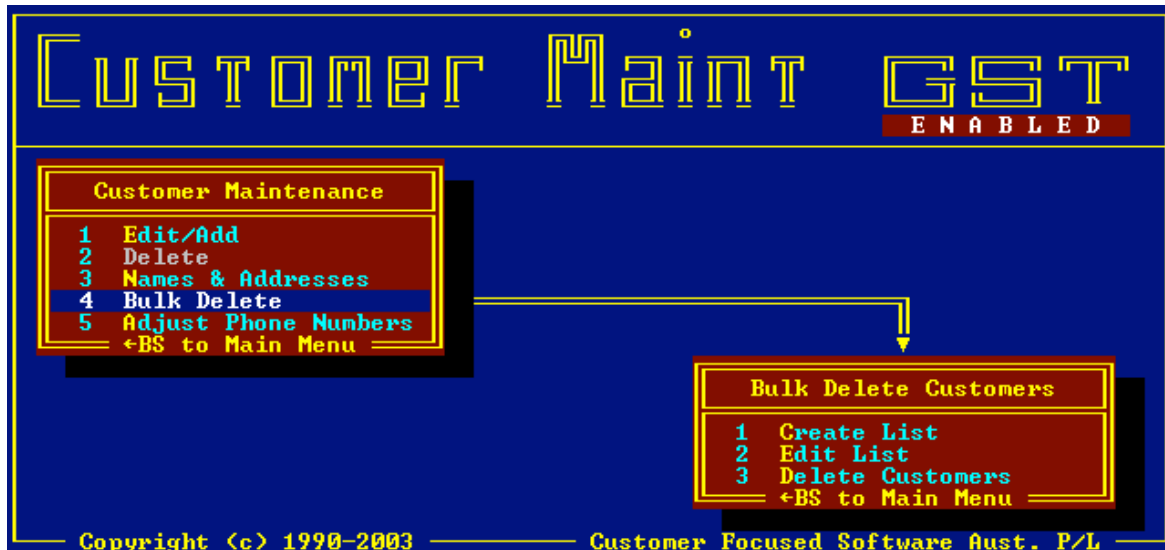 Customer Maint GST
ENABLED
Customer Maintenance
1 Edit/Add
2 Delete
3 Names & Addresses
4 Bulk Delete
5 Adjust Phone Numbers
←BS to Main Menu
Bulk Delete Customers
1 Create List
2 Edit List
3 Delete Customers
←BS to Main Menu
Copyright (c) 1990-2003 Customer Focused Software Aust. P/L